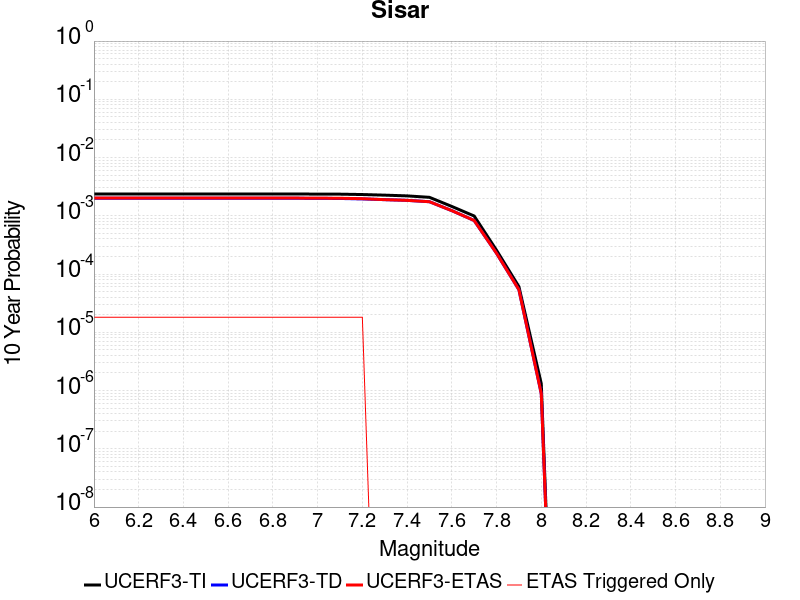 Sisar
10^0
10^-1
10^-2
10^-3
10^-4
10^-5
10^-6
10^-7
10^-8
10 Year Probability
6 6.2 6.4 6.6 6.8 7 7.2 7.4 7.6 7.8 8 8.2 8.4 8.6 8.8 9
Magnitude
UCERF3-TI UCERF3-TD UCERF3-ETAS ETAS Triggered Only